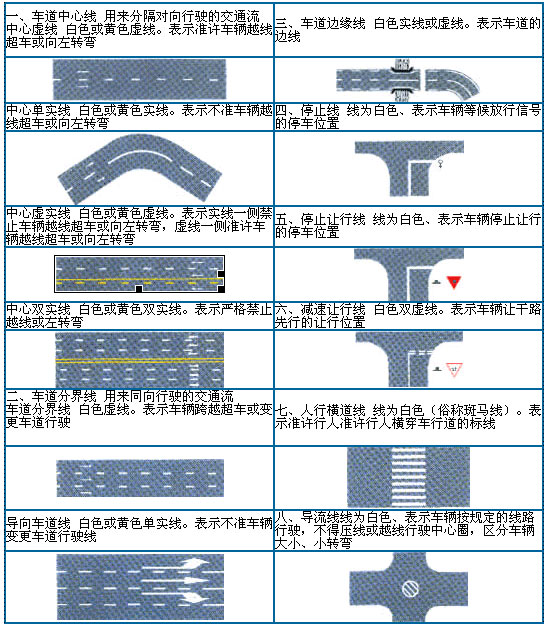 一、车道中心线 用来分隔对向行驶的交通流
中心虚线 白色或黄色虚线。表示准许车辆越线
超车或向左转弯
三、车道边缘线 白色实线或虚线。表示车道的
边线
中心单实线 白色或黄色实线。表示不准车辆越
线超车或向左转弯
四、停止线 线为白色、表示车辆等候放行信号
的停车位置
中心虚实线 白色或黄色虚线。表示实线一侧禁
止车辆越线超车或向左转弯，虚线一侧准许车
辆越线超车或向左转弯
五、停止让行线 线为白色、表示车辆停止让行
的停车位置
中心双实线 白色或黄色双实线。表示严格禁止
越线或左转弯
六、减速让行线 白色双虚线。表示车辆让干路
先行的让行位置
二、车道分界线 用来同向行驶的交通流
车道分界线 白色虚线。表示车辆跨越超车或变
更车道行驶
七、人行横道线 线为白色（俗称斑马线）。表
示准许行人准许行人横穿车行道的标线
导向车道线 白色或黄色单实线。表示不准车辆
变更车道行驶线
八、导流线线为白色、表示车辆按规定的线路
行驶，不得压线或越线行驶中心圈，区分车辆
大小、小转弯